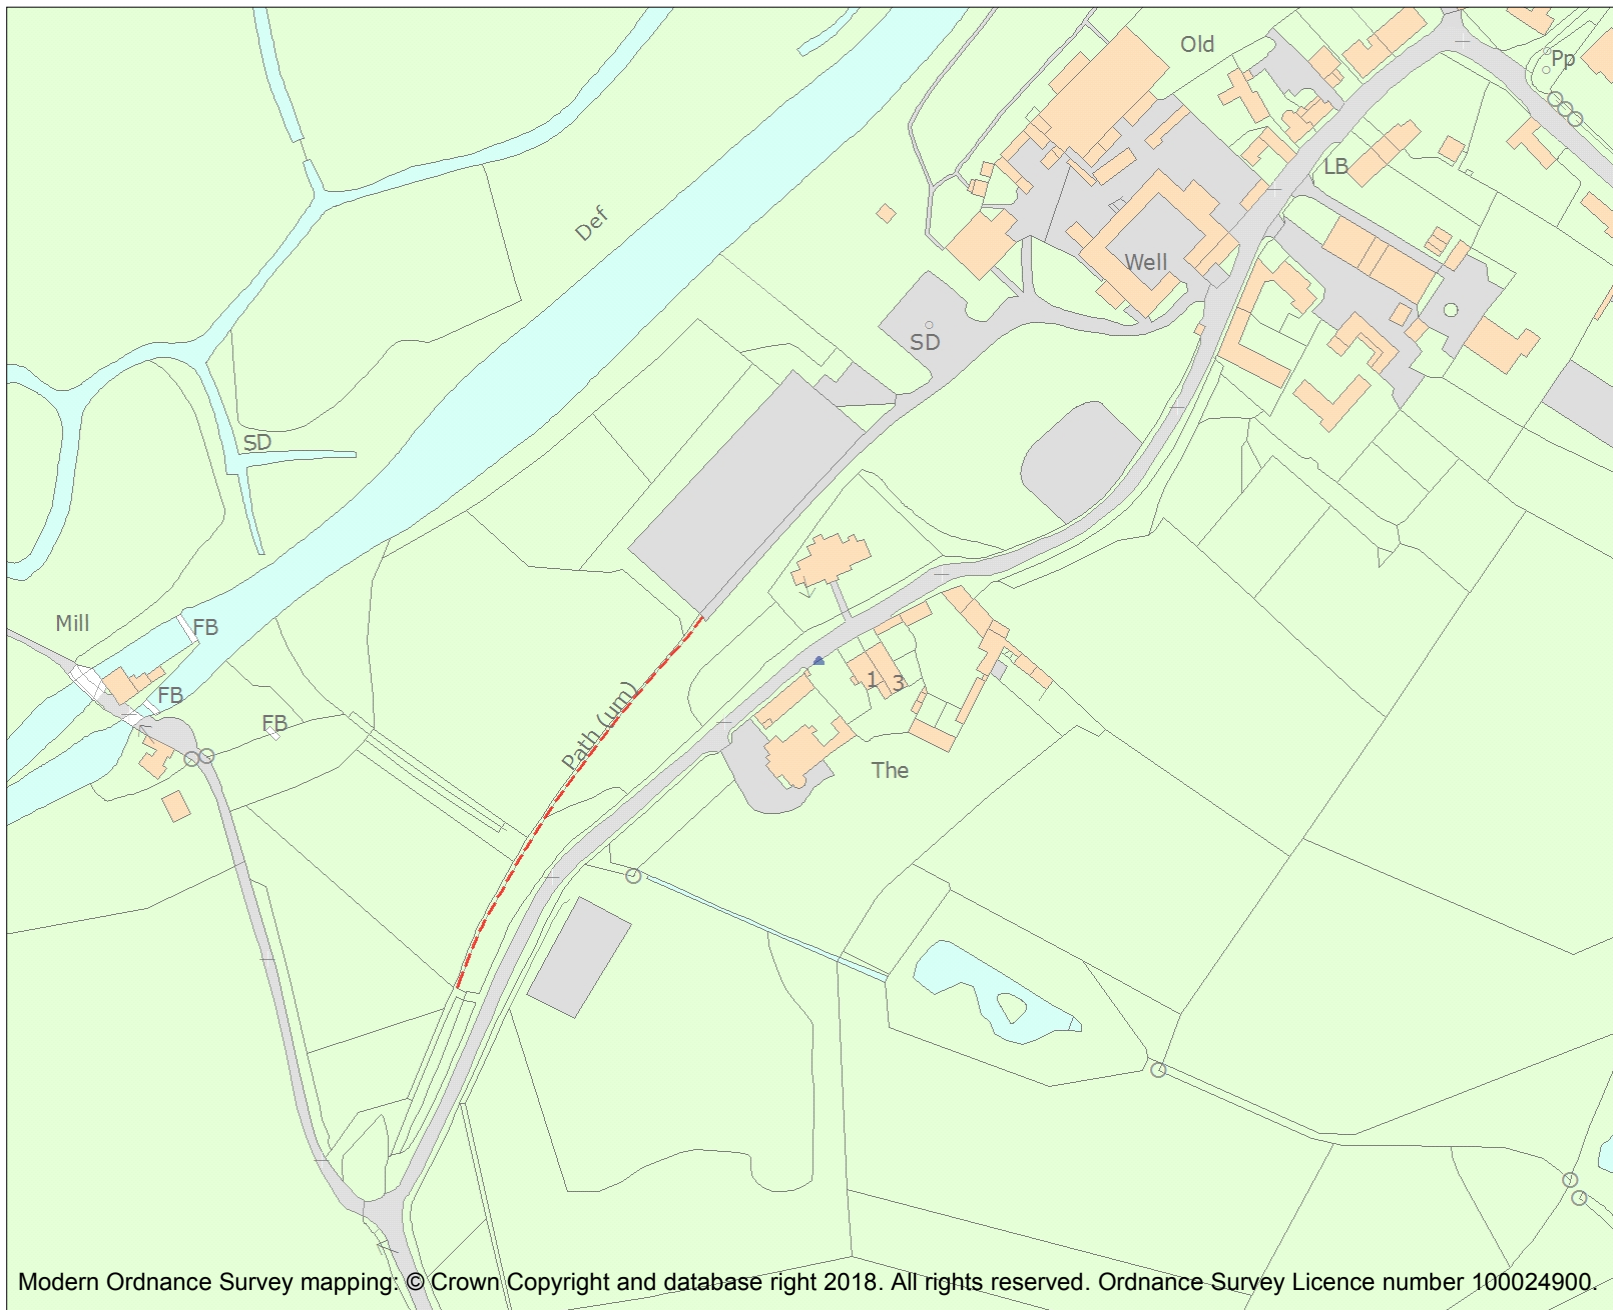 Old
Pp
LB
Def
Well
SD
SD
Mill
FB
FB
FB
1
3
Path (um)
The
Modern Ordnance Survey mapping: © Crown Copyright and database right 2018. All rights reserved. Ordnance Survey Licence number 100024900.